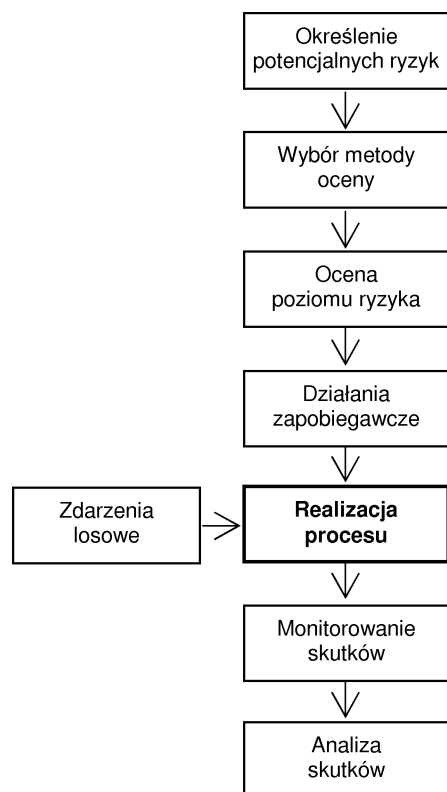 Określenie
potencjalnych ryzyk
Wybór metody
oceny
Ocena
poziomu ryzyka
Działania
zapobiegawcze
Zdarzenia
losowe
Realizacja
procesu
Monitorowanie
skutków
Analiza
skutków